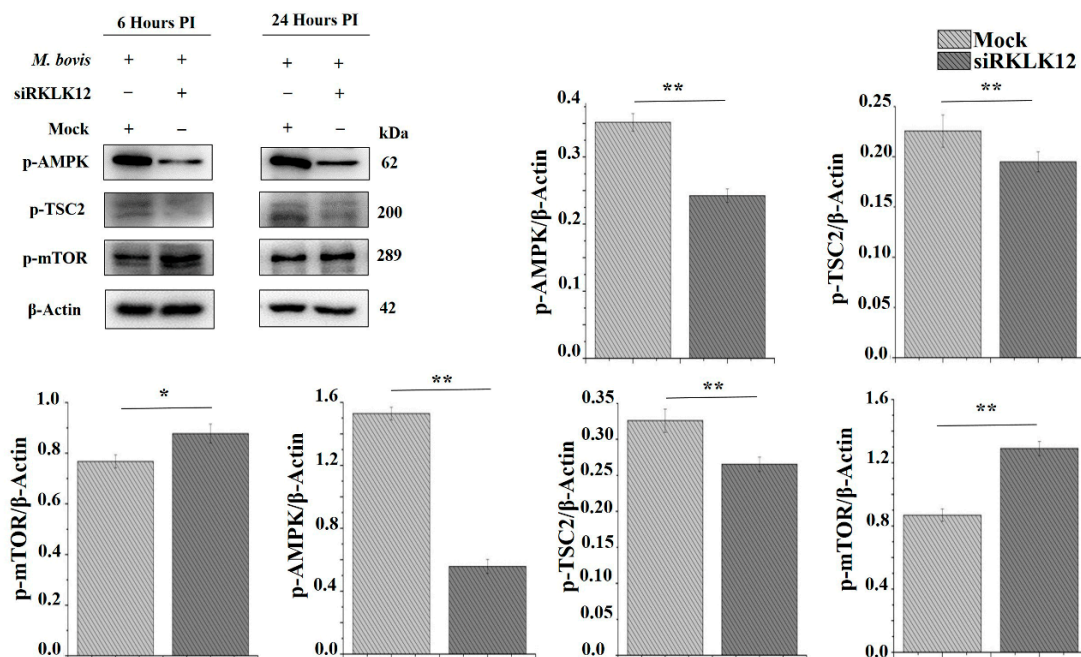 6 Hours PI 24 Hours PI
M. bovis + + + +
siRKLK12 − + − +
Mock + − + − kDa
p-AMPK 62
p-TSC2 200
p-mTOR 289
β-Actin 42
Mock
siRKLK12
p-AMPK/β-Actin
0.4
0.3
0.2
0.1
0.0
**
p-TSC2/β-Actin
0.25
0.20
0.15
0.10
0.05
0.0
**
p-mTOR/β-Actin
1.0
0.8
0.6
0.4
0.2
0.0
*
p-AMPK/β-Actin
1.6
1.5
1.2
0.6
0.3
0.0
**
p-TSC2/β-Actin
0.35
0.30
0.25
0.20
0.15
0.10
0.05
0.00
**
p-mTOR/β-Actin
1.6
1.2
0.8
0.4
0.0
**